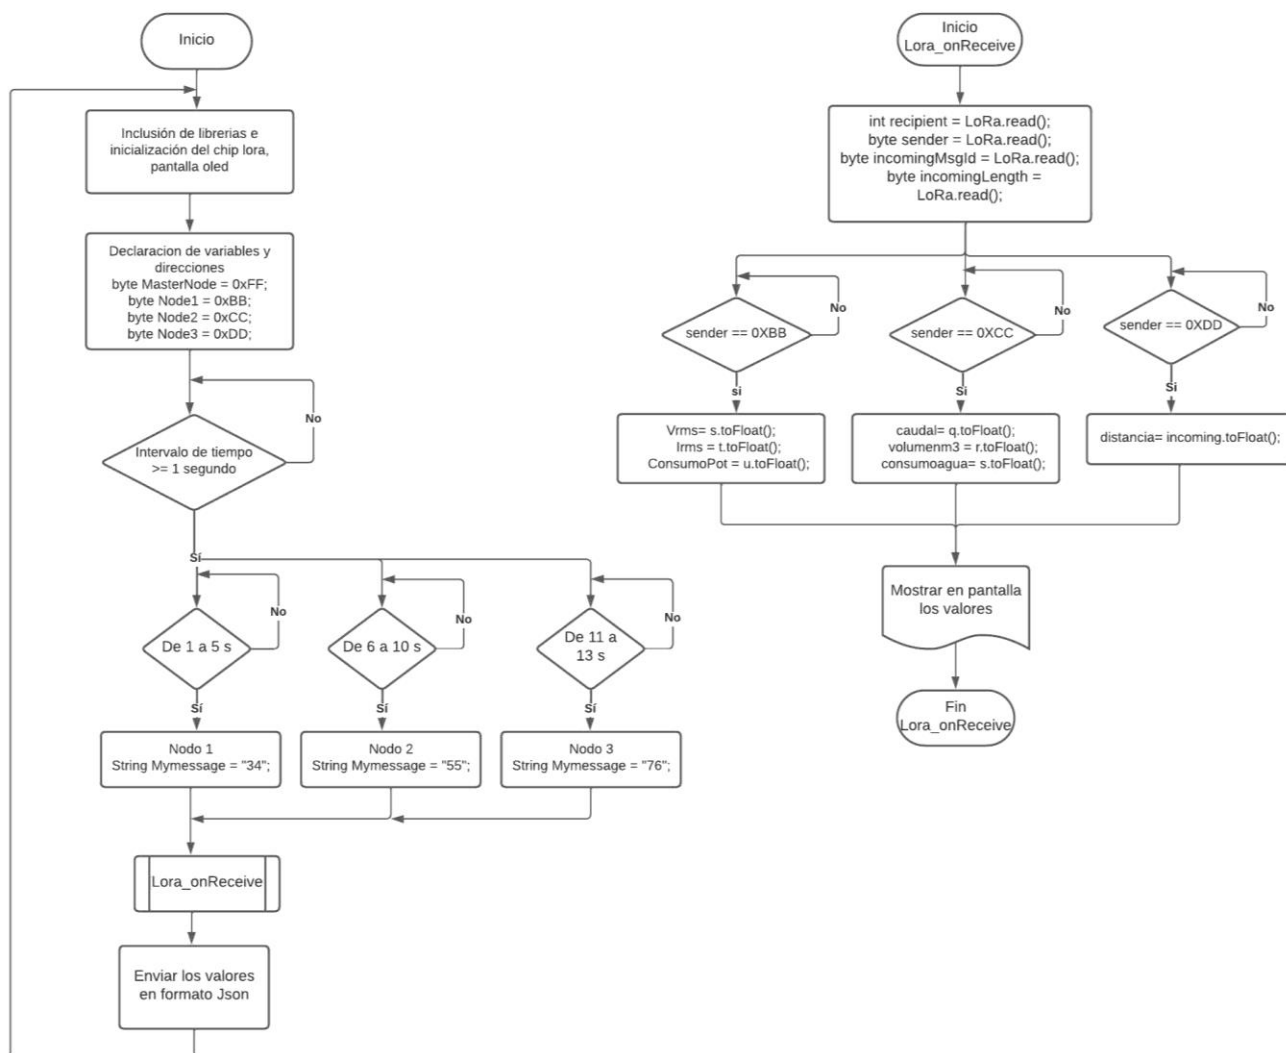 Inicio
Inclusión de librerias e
inicialización del chip lora,
pantalla oled
Declaracion de variables y
direcciones
byte MasterNode = 0xFF;
byte Node1 = 0xBB;
byte Node2 = 0xCC;
byte Node3 = 0xDD;
No
Intervalo de tiempo
>= 1 segundo
Sí
No
No
No
De 1 a 5 s
De 6 a 10 s
De 11 a
13 s
Sí
Sí
Sí
Nodo 1
String Mymessage = "34";
Nodo 2
String Mymessage = "55";
Nodo 3
String Mymessage = "76";
Lora_onReceive
Enviar los valores
en formato Json
Inicio
Lora_onReceive
int recipient = LoRa.read();
byte sender = LoRa.read();
byte incomingMsgId = LoRa.read();
byte incomingLength =
LoRa.read();
No
No
No
sender == 0XBB
sender == 0XCC
sender == 0XDD
si
Si
Si
Vrms= s.toFloat();
Irms = t.toFloat();
ConsumoPot = u.toFloat();
caudal= q.toFloat();
volumenm3 = r.toFloat();
consumoagua= s.toFloat();
distancia= incoming.toFloat();
Mostrar en pantalla
los valores
Fin
Lora_onReceive